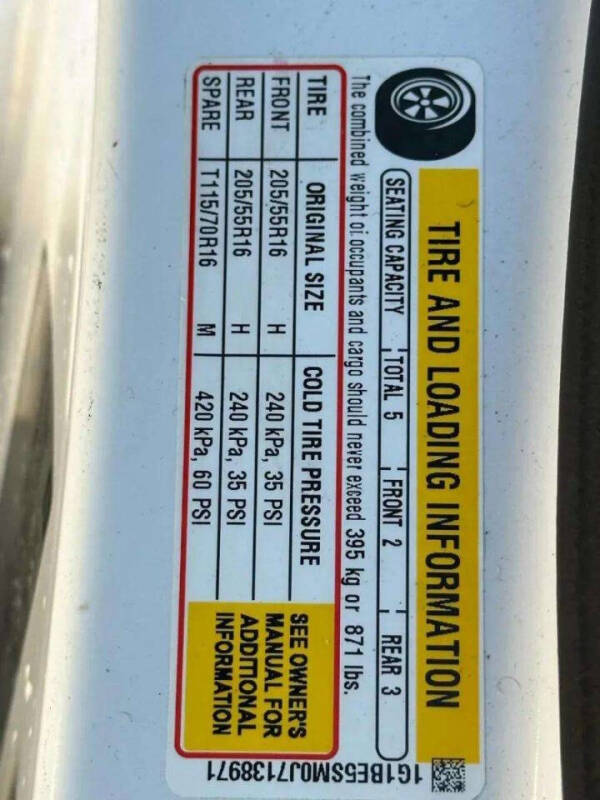 TIRE AND LOADING INFORMATION
SEATING CAPACITY TOTAL 5 FRONT 2 REAR 3
The combined weight of occupants and cargo should never exceed 395 kg or 871 lbs.
TIRE ORIGINAL SIZE COLD TIRE PRESSURE
FRONT 205/55R16 H 240 kPa, 35 PSI
REAR 205/55R16 H 240 kPa, 35 PSI
SPARE T115/70R16 M 420 kPa, 60 PSI
SEE OWNER'S
MANUAL FOR
ADDITIONAL
INFORMATION
1G1BE5SM0J7138971